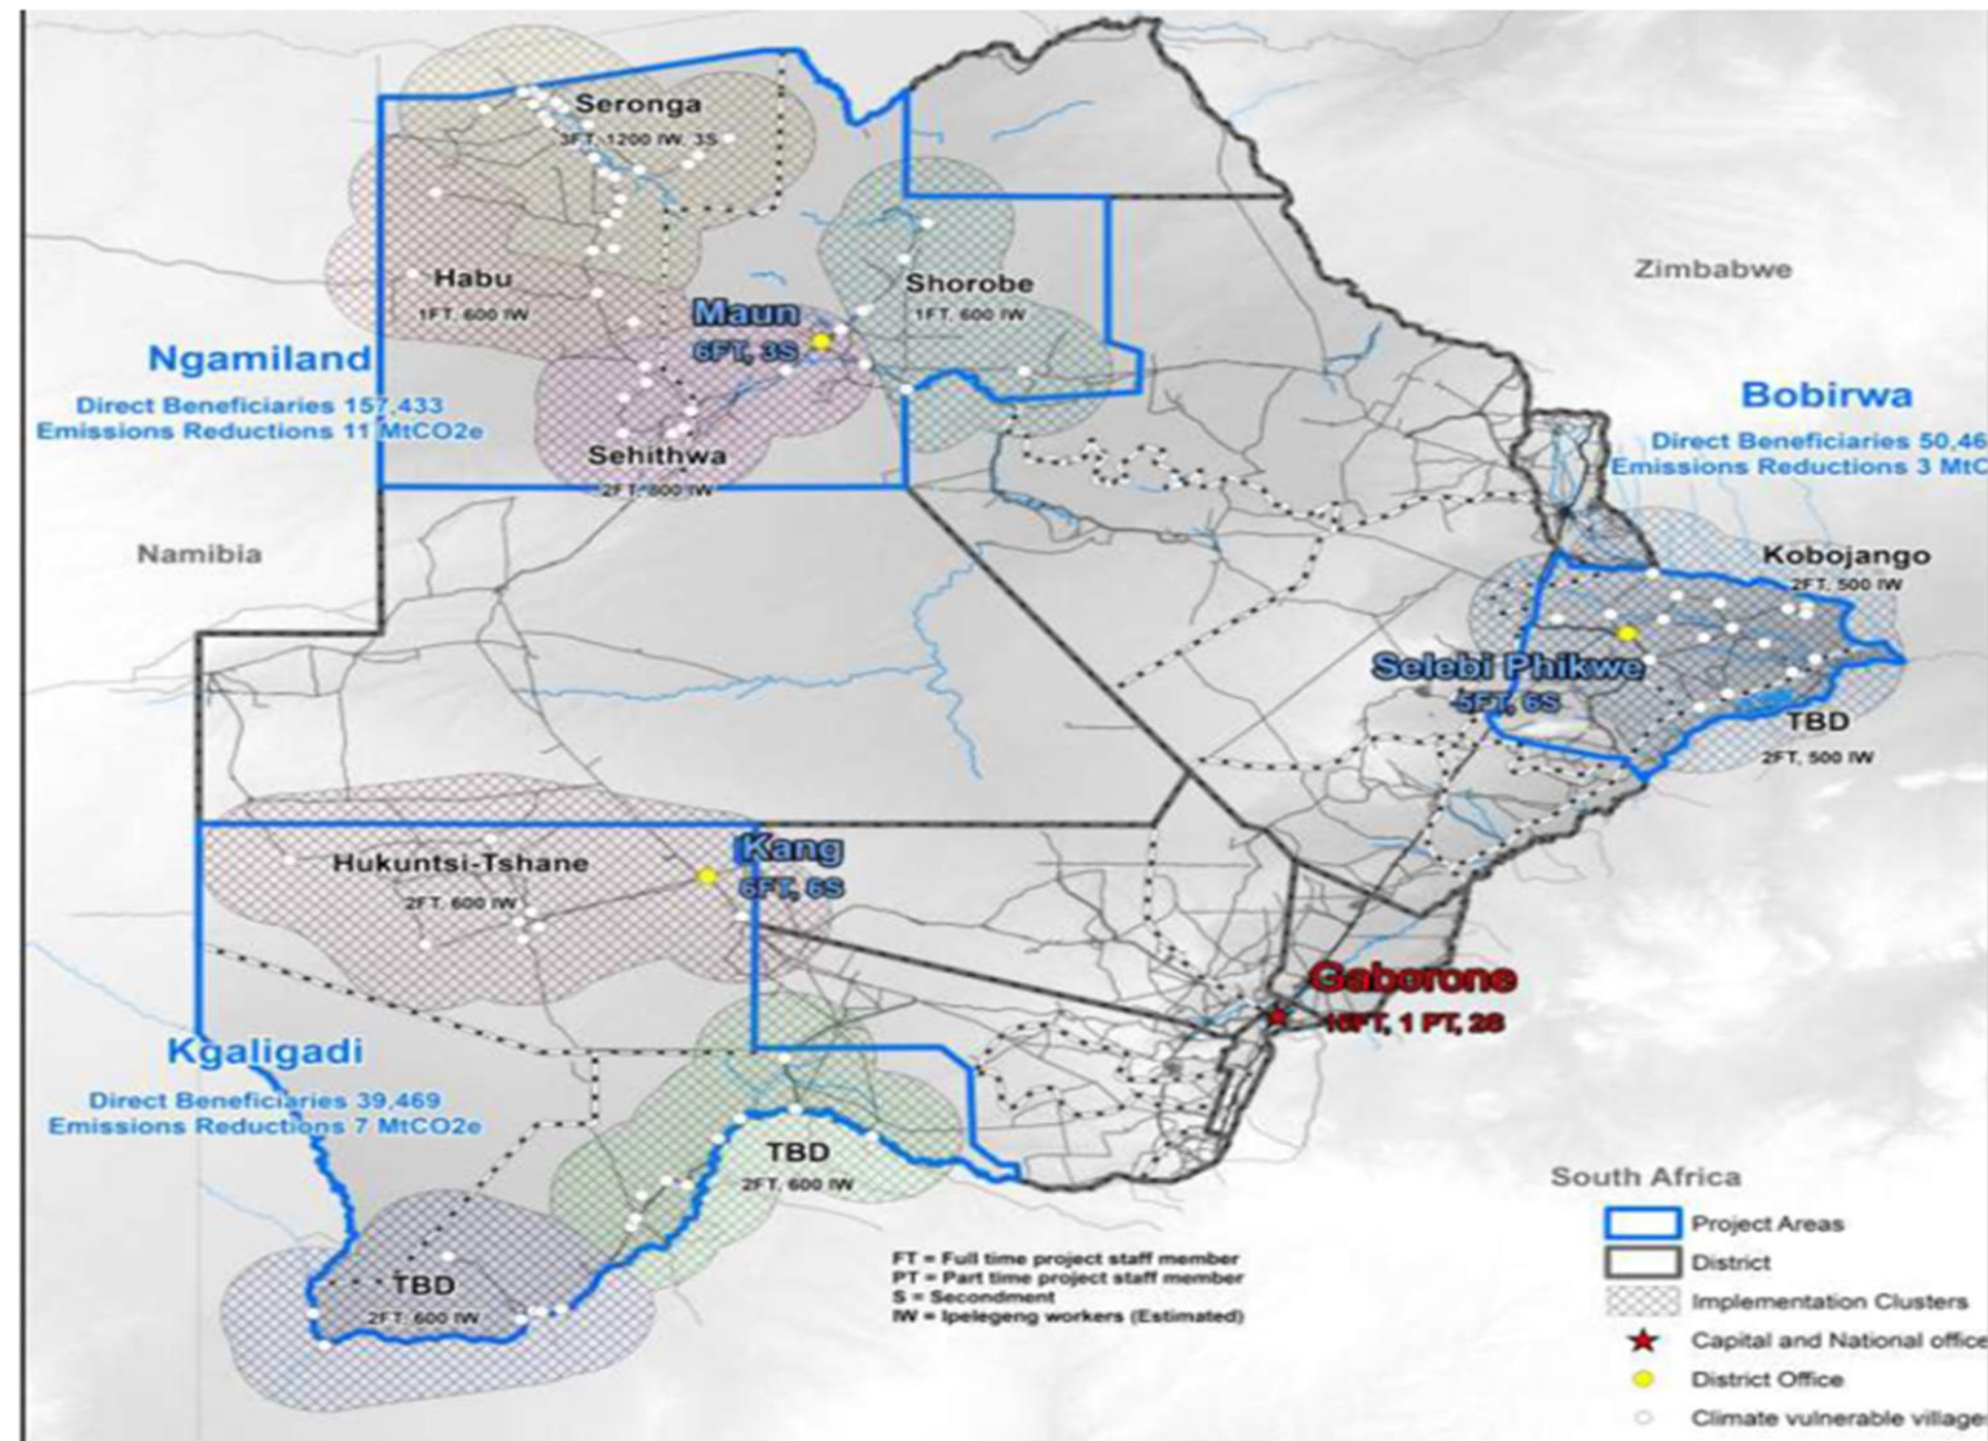 Seronga
3FT, 1200 IW, 3S
Habu
1FT. 600 IW
Shorobe
1FT. 600 IW
Maun
6FT, 3S
Zimbabwe
Ngamiland
Direct Beneficiaries 157,433
Emissions Reductions 11 MtCO2e
Sehithwa
2FT. 800 IW
Bobirwa
Direct Beneficiaries 50,46
Emissions Reductions 3 MtC
Namibia
Kobojango
2FT. 500 IW
Selebi Phikwe
5FT, 6S
TBD
2FT. 500 IW
Kang
6FT, 6S
Hukuntsi-Tshane
2FT. 600 IW
Gaborone
FT, 1 PT,
Kgaligadi
Direct Beneficiaries 39,469
Emissions Reductions 7 MtCO2e
TBD
2FT. 600 IW
TBD
2FT. 600 IW
South Africa
FT = Full time project staff member
PT = Part time project staff member
S = Secondment
IW = Ipelegeng workers (Estimated)
Project Areas
District
Implementation Clusters
Capital and National office
District Office
Climate vulnerable village